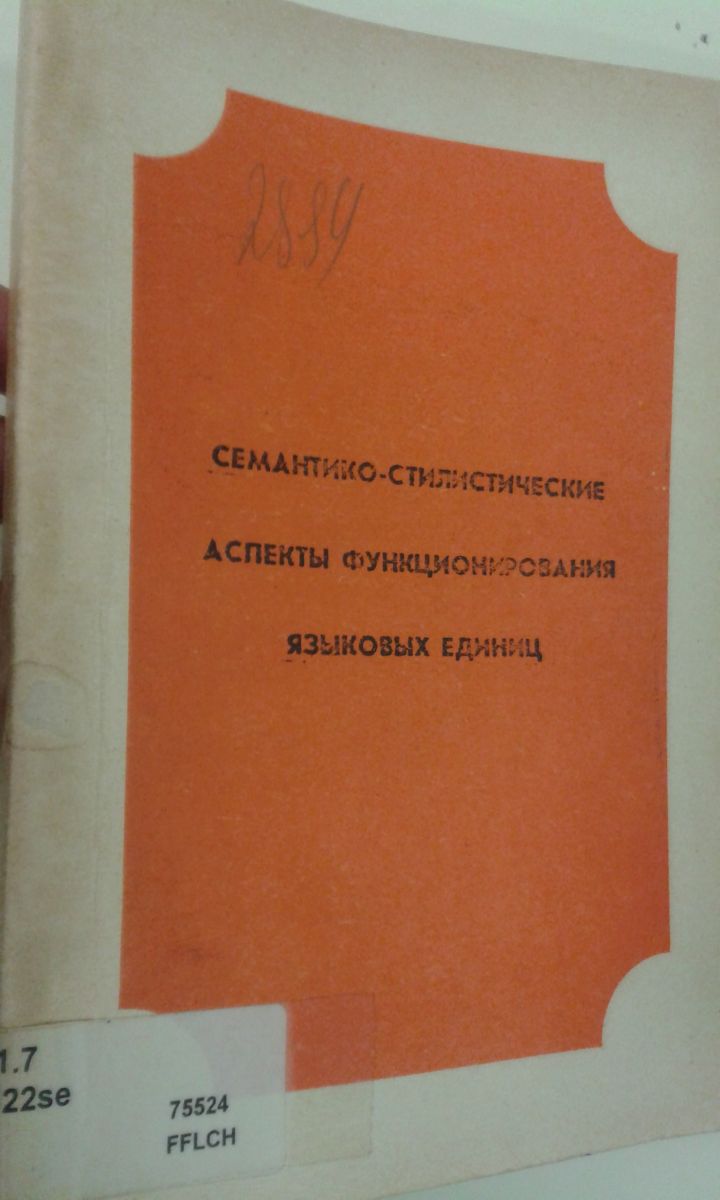 2884
СЕМАНТИКО-СТИЛИСТИЧЕСКИЕ
АСПЕКТЫ ФУНКЦИОНИРОВАНИЯ
ЯЗЫКОВЫХ ЕДИНИЦ
1.7
22se
75524
FFLCH